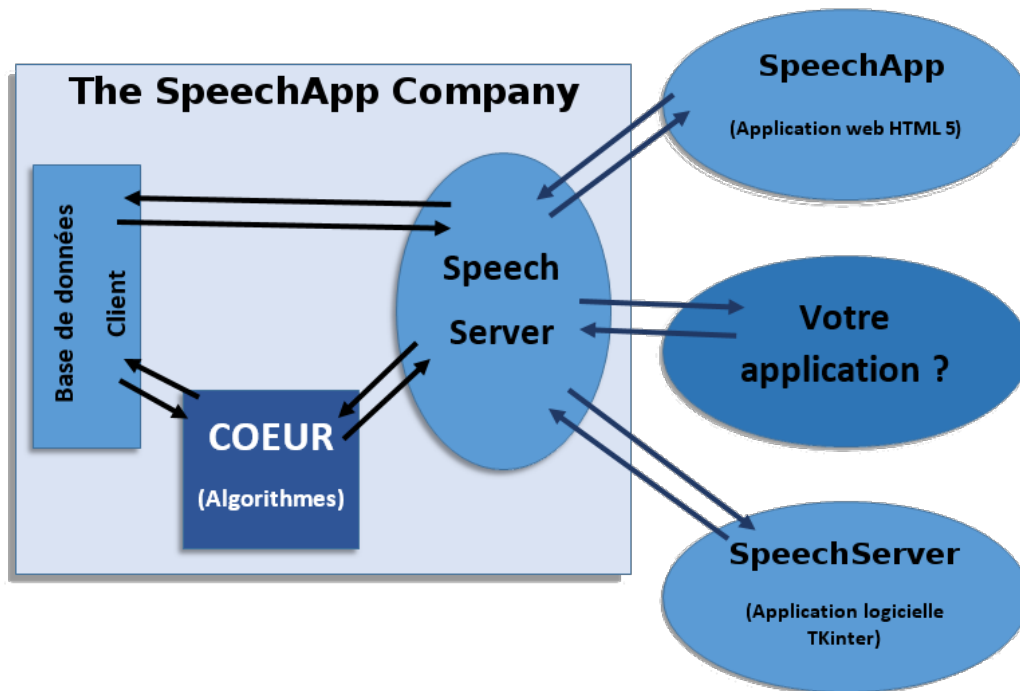 The SpeechApp Company
Base de données
Client
COEUR
(Algorithmes)
Speech
Server
SpeechApp
(Application web HTML 5)
Votre
application ?
SpeechServer
(Application logicielle
TKinter)